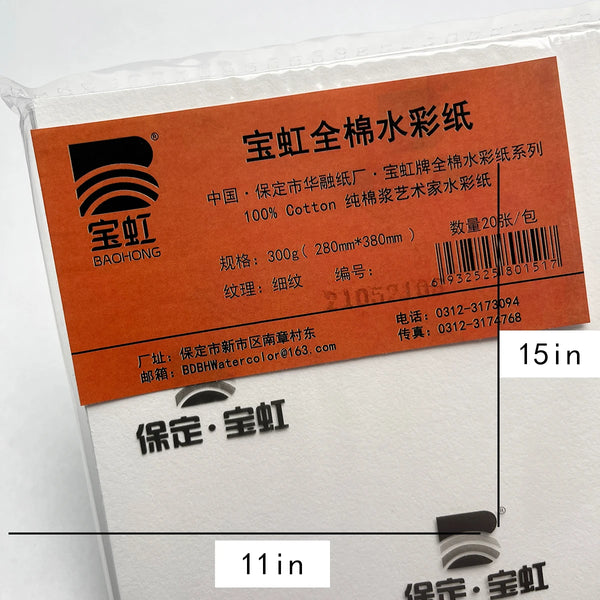 宝虹全棉水彩纸
中国·保定市华融纸厂·宝虹牌全棉水彩纸系列
100% Cotton 纯棉浆艺术家水彩纸
®
宝虹
BAOHONG
规格:300g( 280mm*380mm )
数量20张/包
纹理:细纹
编号:
6 932525 801517
厂址:保定市新市区南章村东
邮箱:BDBHWatercolor@163.com
电话:0312-3173094
传真:0312-3174768
15in
保定·宝虹
®
11in
保定·宝虹